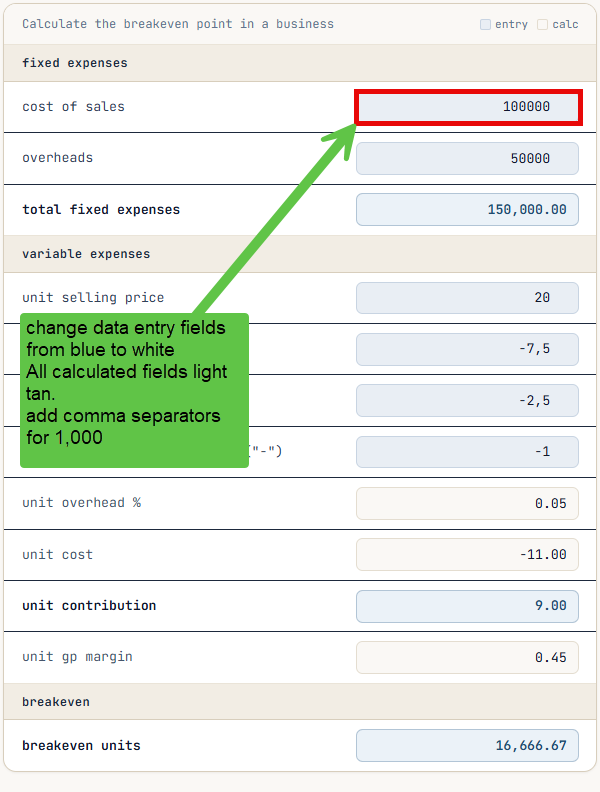 Calculate the breakeven point in a business entry calc
fixed expenses
cost of sales 100000
overheads 50000
total fixed expenses 150,000.00
variable expenses
unit selling price 20
change data entry fields
from blue to white
All calculated fields light
tan.
add comma separators
for 1,000
-7,5
-2,5
("-") -1
unit overhead % 0.05
unit cost -11.00
unit contribution 9.00
unit gp margin 0.45
breakeven
breakeven units 16,666.67